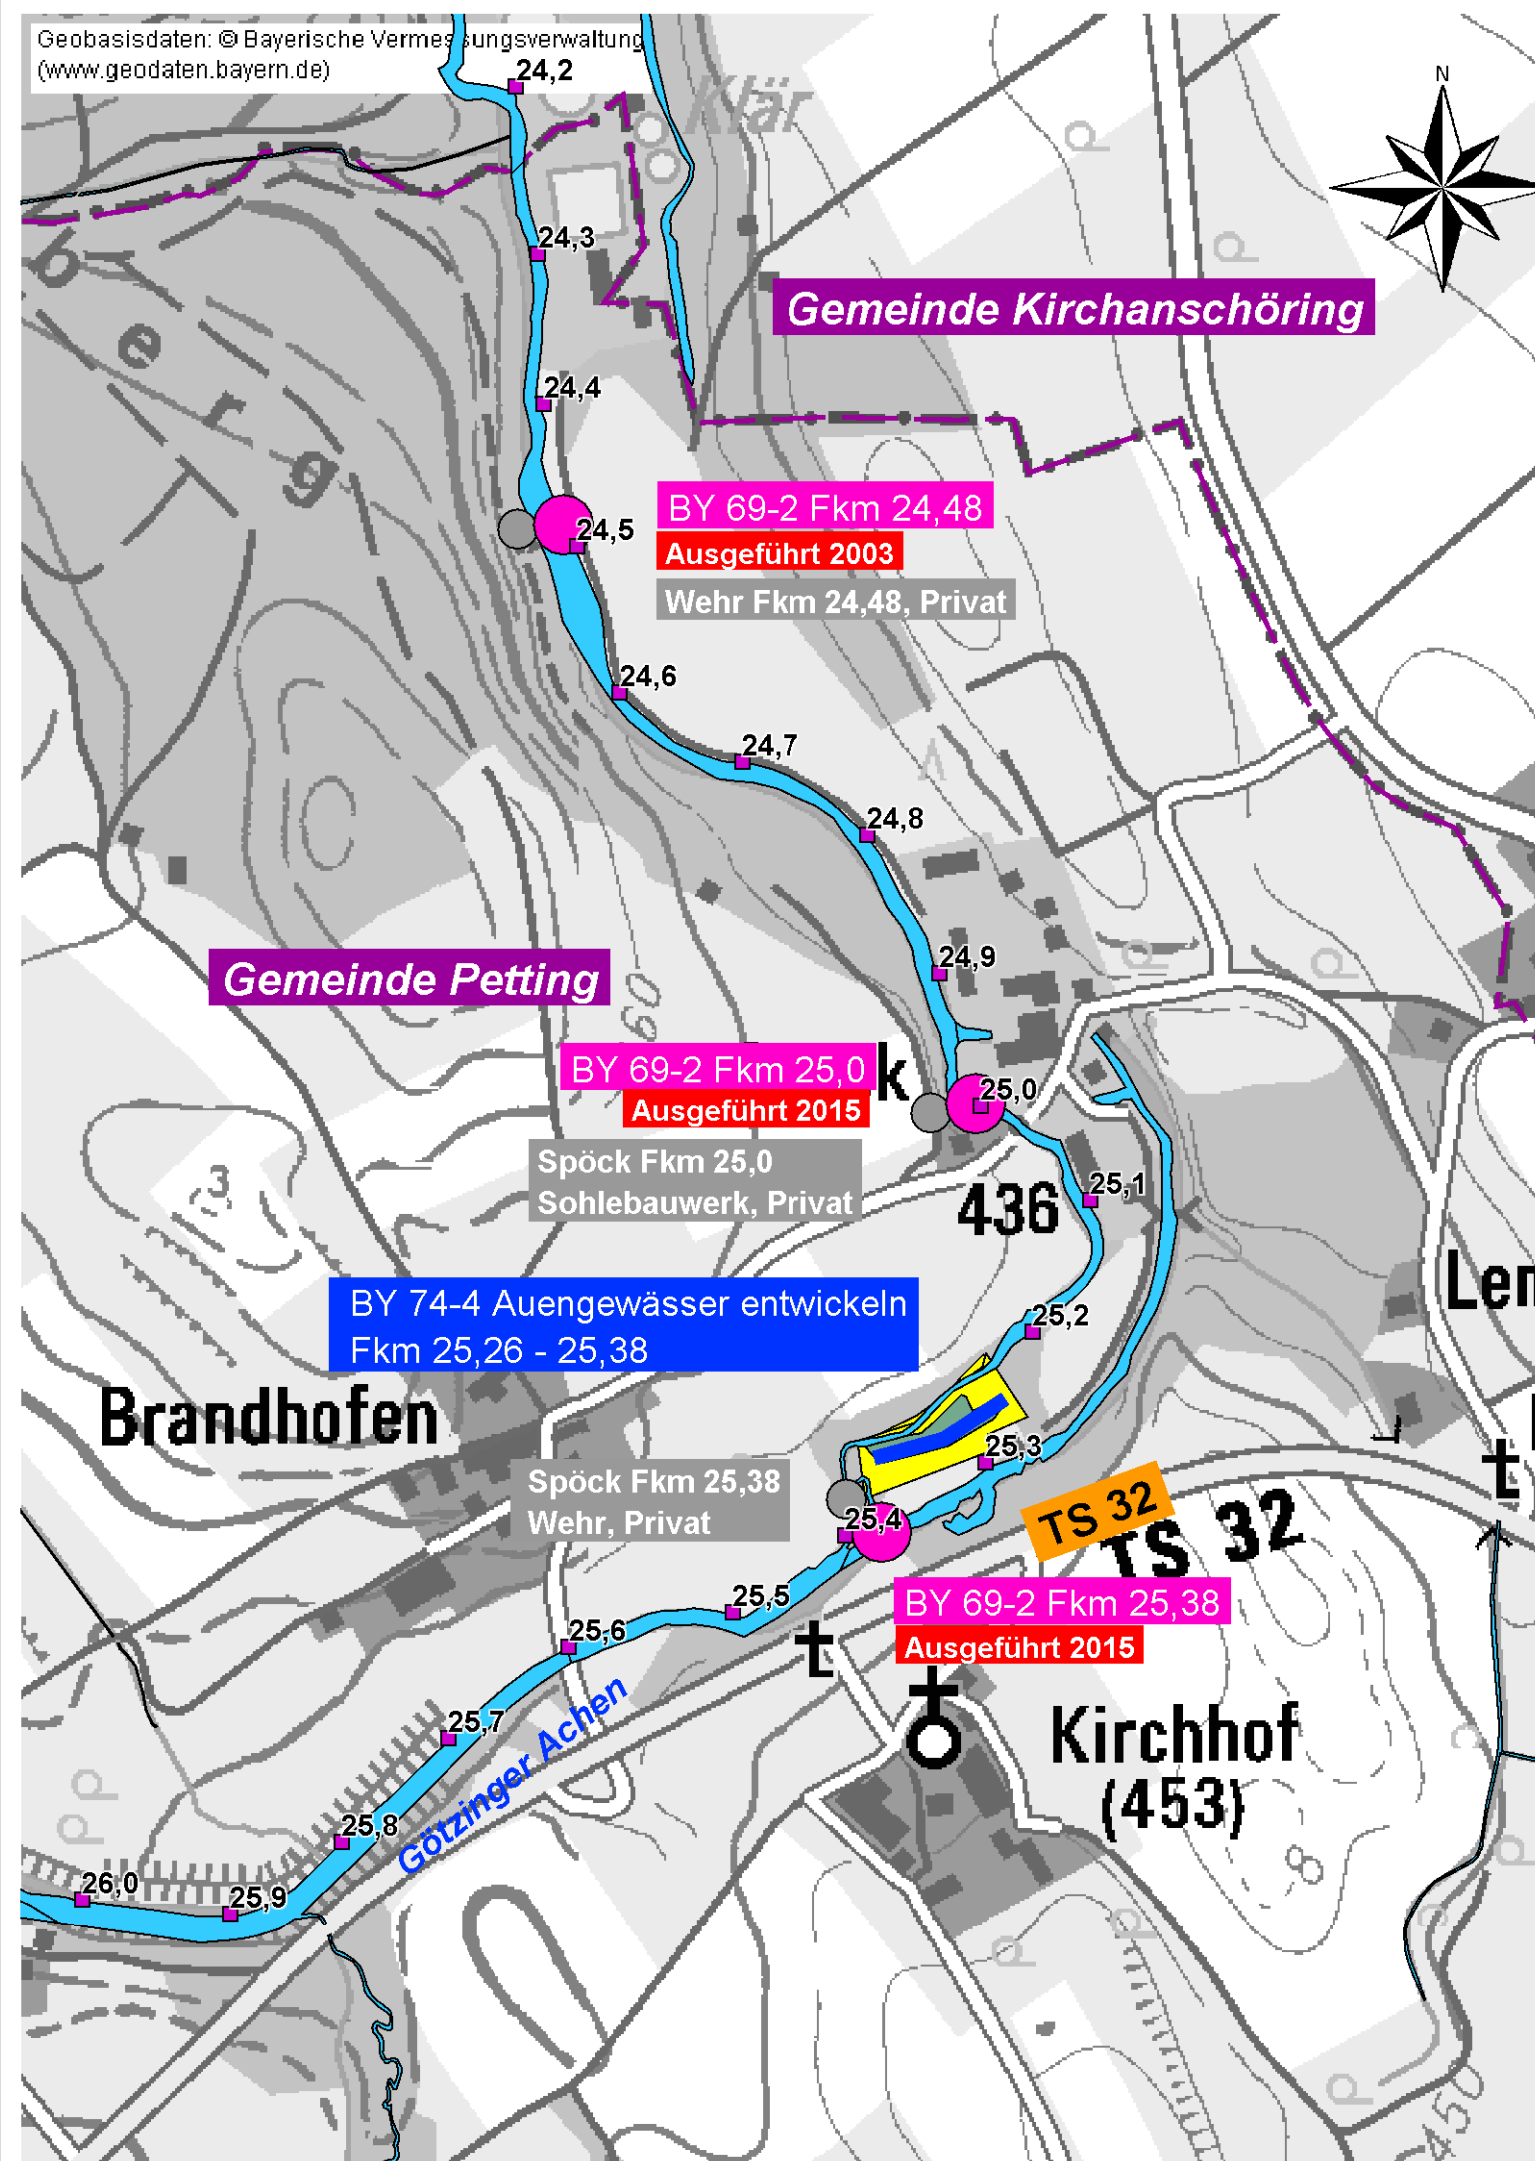 Geobasisdaten: © Bayerische Vermessungsverwaltung
(www.geodaten.bayern.de)
24,2
Klär
N
24,3
Gemeinde Kirchanschöring
b e r g
24,4
BY 69-2 Fkm 24,48
24,5
Ausgeführt 2003
Wehr Fkm 24,48, Privat
24,6
24,7
24,8
24,9
Gemeinde Petting
BY 69-2 Fkm 25,0
k
25,0
Ausgeführt 2015
Spöck Fkm 25,0
Sohlebauwerk, Privat
25,1
436
BY 74-4 Auengewässer entwickeln
Fkm 25,26 - 25,38
25,2
Len
Brandhofen
25,3
Spöck Fkm 25,38
Wehr, Privat
TS 32
TS 32
25,4
BY 69-2 Fkm 25,38
Ausgeführt 2015
25,5
25,6
Götzinger Achen
25,7
Kirchhof
(453)
25,8
26,0
25,9
450